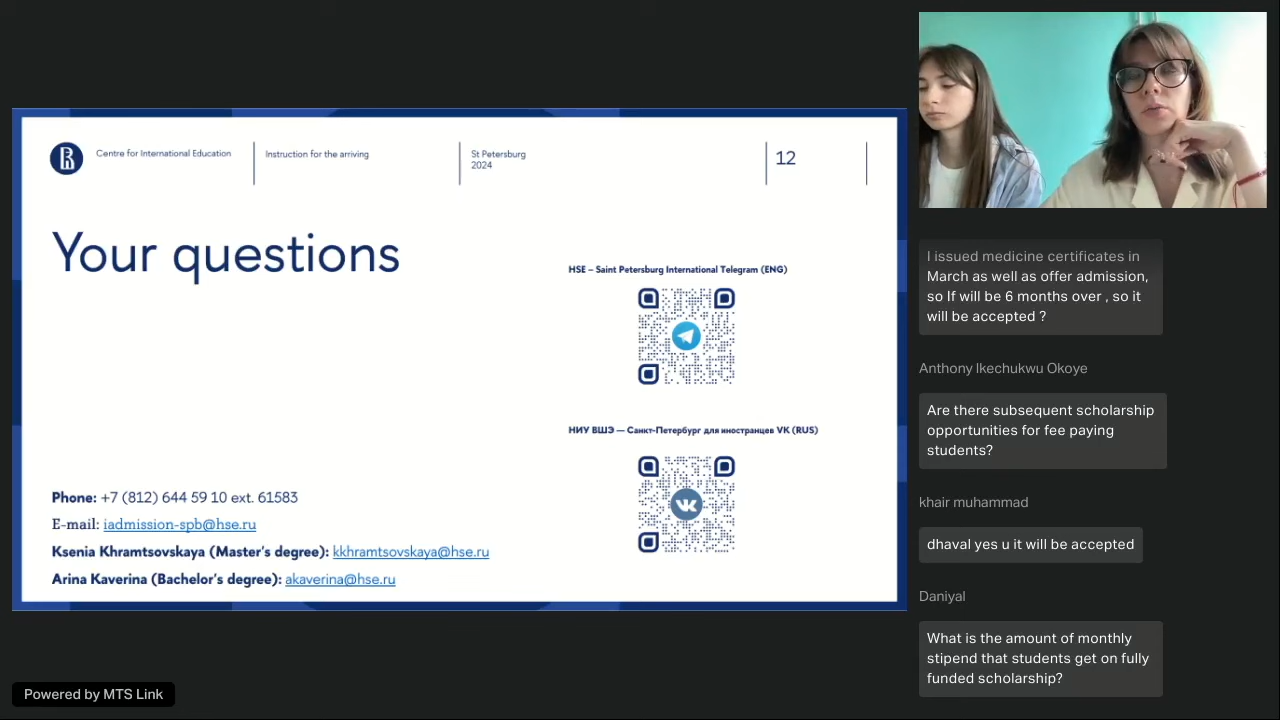 Centre for International Education
Instruction for the arriving
St Petersburg
2024
12
Your questions
HSE – Saint Petersburg International Telegram (ENG)
НИУ ВШЭ — Санкт-Петербург для иностранцев VK (RUS)
Phone: +7 (812) 644 59 10 ext. 61583
E-mail: iadmission-spb@hse.ru
Ksenia Khramtsovskaya (Master's degree): kkhramtsovskaya@hse.ru
Arina Kaverina (Bachelor's degree): akaverina@hse.ru
I issued medicine certificates in
March as well as offer admission,
so If will be 6 months over , so it
will be accepted ?
Anthony Ikechukwu Okoye
Are there subsequent scholarship
opportunities for fee paying
students?
khair muhammad
dhaval yes u it will be accepted
Daniyal
What is the amount of monthly
stipend that students get on fully
funded scholarship?
Powered by MTS Link